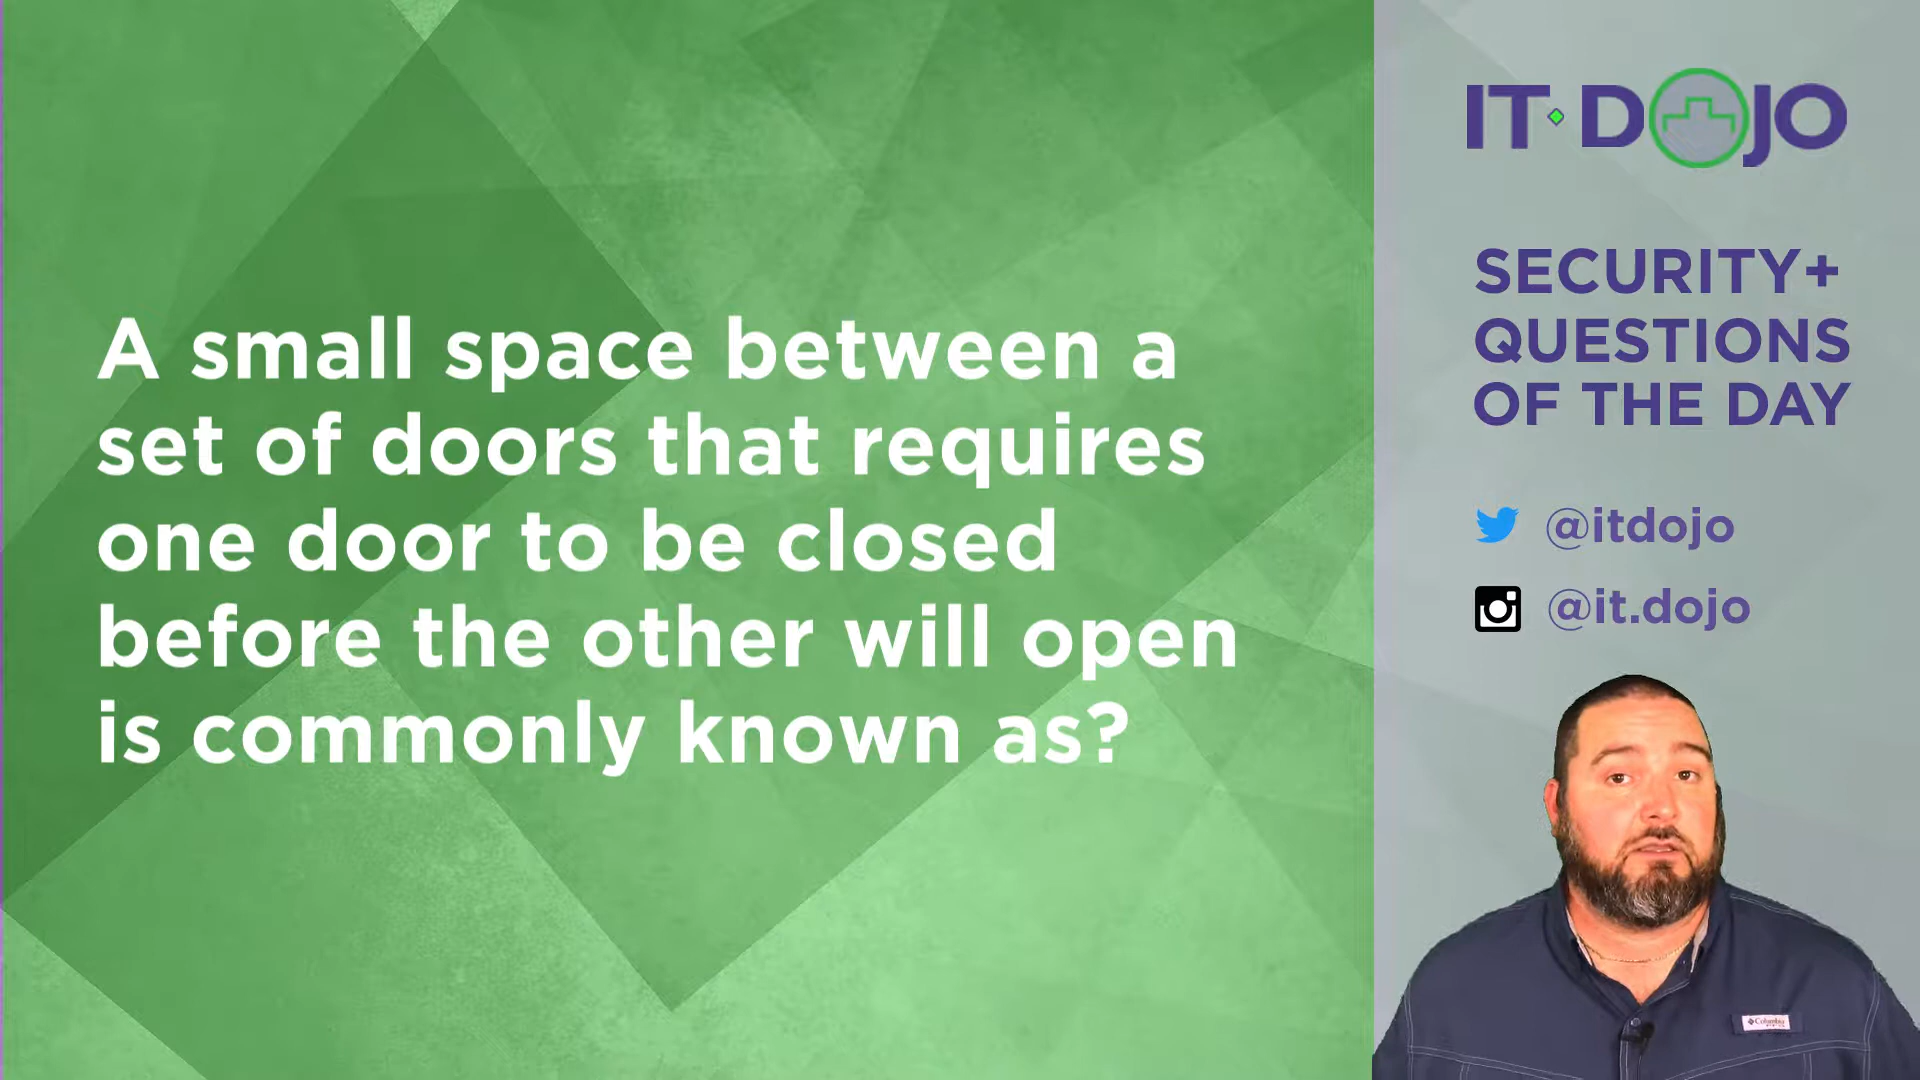 A small space between a
set of doors that requires
one door to be closed
before the other will open
is commonly known as?
IT DOJO
SECURITY+
QUESTIONS
OF THE DAY
@itdojo
@it.dojo
Columbia